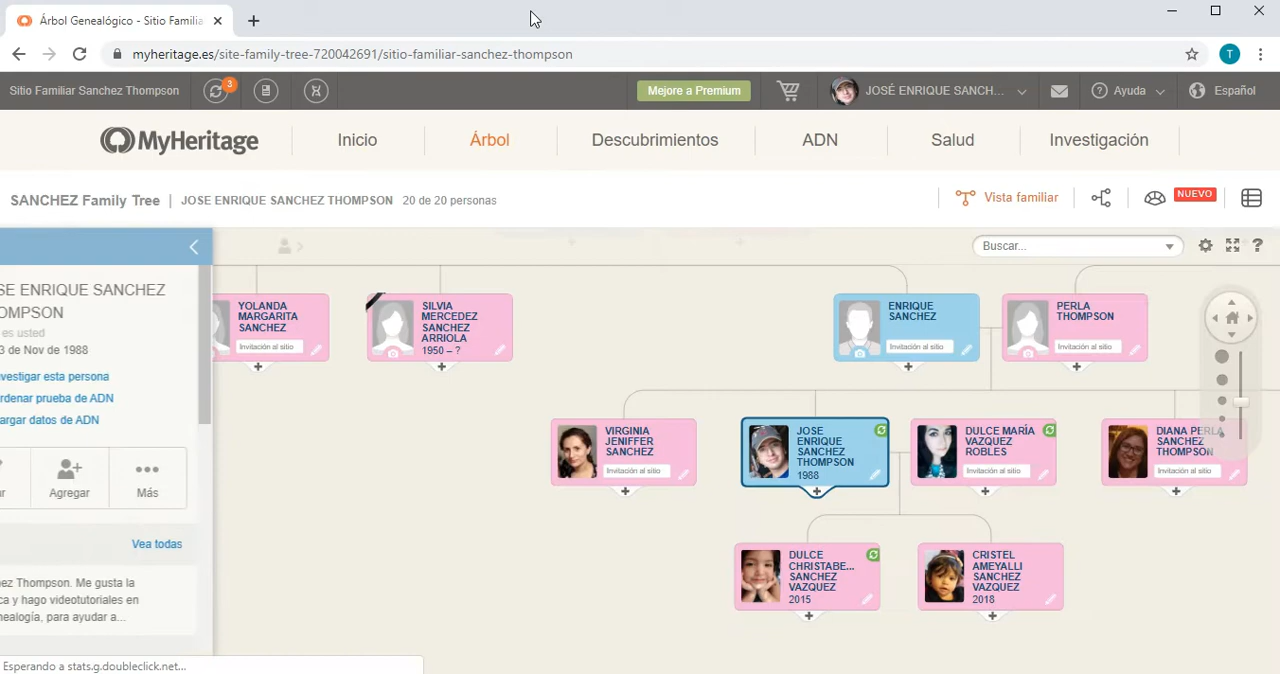 Árbol Genealógico - Sitio Familia
myheritage.es/site-family-tree-720042691/sitio-familiar-sanchez-thompson
T
Sitio Familiar Sanchez Thompson
3
Mejore a Premium
JOSÉ ENRIQUE SANCH...
Ayuda
Español
MyHeritage
Inicio
Árbol
Descubrimientos
ADN
Salud
Investigación
SANCHEZ Family Tree | JOSE ENRIQUE SANCHEZ THOMPSON 20 de 20 personas
Vista familiar
NUEVO
Buscar...
?
SE ENRIQUE SANCHEZ
OMPSON
es usted
3 de Nov de 1988
vestigar esta persona
rdenar prueba de ADN
argar datos de ADN
ar
Agregar
Más
Vea todas
hez Thompson. Me gusta la
ca y hago videotutoriales en
nealogía, para ayudar a...
YOLANDA
MARGARITA
SANCHEZ
Invitación al sitio
SILVIA
MERCEDEZ
SANCHEZ
ARRIOLA
1950 – ?
ENRIQUE
SANCHEZ
Invitación al sitio
PERLA
THOMPSON
Invitación al sitio
VIRGINIA
JENIFFER
SANCHEZ
Invitación al sitio
JOSE
ENRIQUE
SANCHEZ
THOMPSON
1988
DULCE MARÍA
VAZQUEZ
ROBLES
Invitación al sitio
DIANA PERLA
SANCHEZ
THOMPSON
Invitación al sitio
DULCE
CHRISTABE...
SANCHEZ
VAZQUEZ
2015
CRISTEL
AMEYALLI
SANCHEZ
VAZQUEZ
2018
Esperando a stats.g.doubleclick.net...